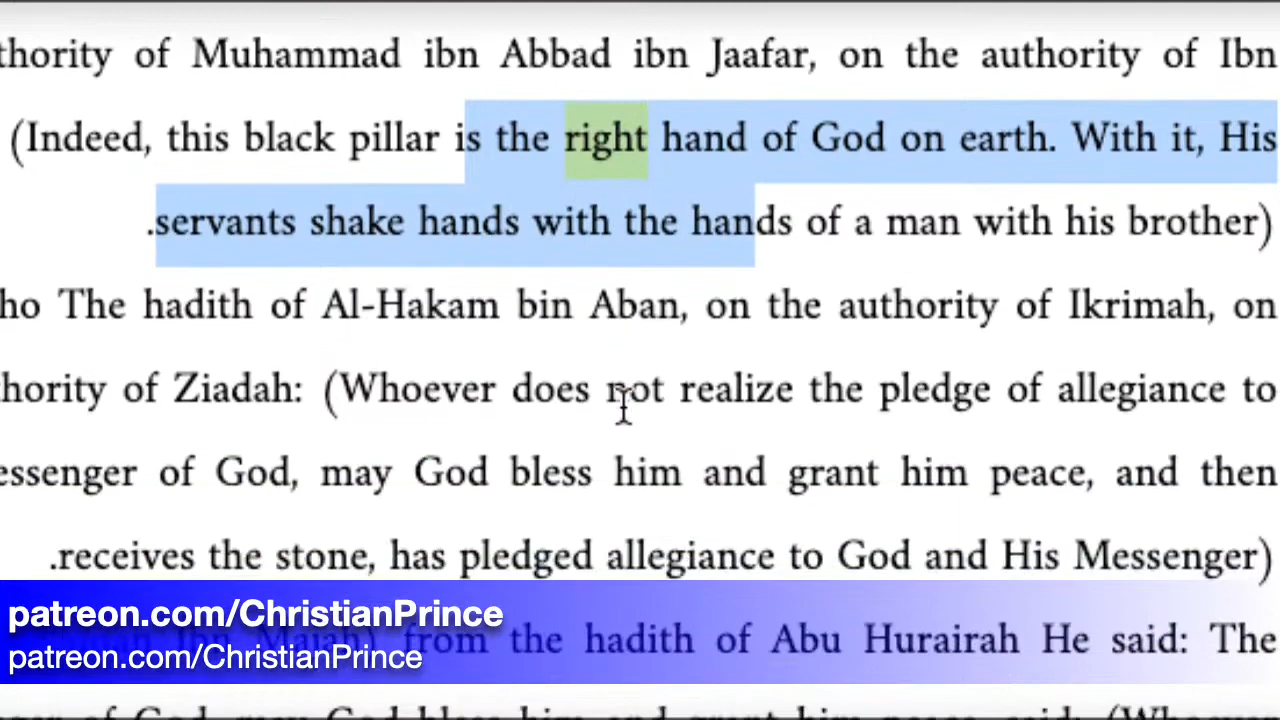 thority of Muhammad ibn Abbad ibn Jaafar, on the authority of Ibn
(Indeed, this black pillar is the right hand of God on earth. With it, His
.servants shake hands with the hands of a man with his brother)
ho The hadith of Al-Hakam bin Aban, on the authority of Ikrimah, on
thority of Ziadah: (Whoever does not realize the pledge of allegiance to
essenger of God, may God bless him and grant him peace, and then
.receives the stone, has pledged allegiance to God and His Messenger)
patreon.com/ChristianPrince
Ibn Majah) from the hadith of Abu Hurairah He said: The
patreon.com/ChristianPrince